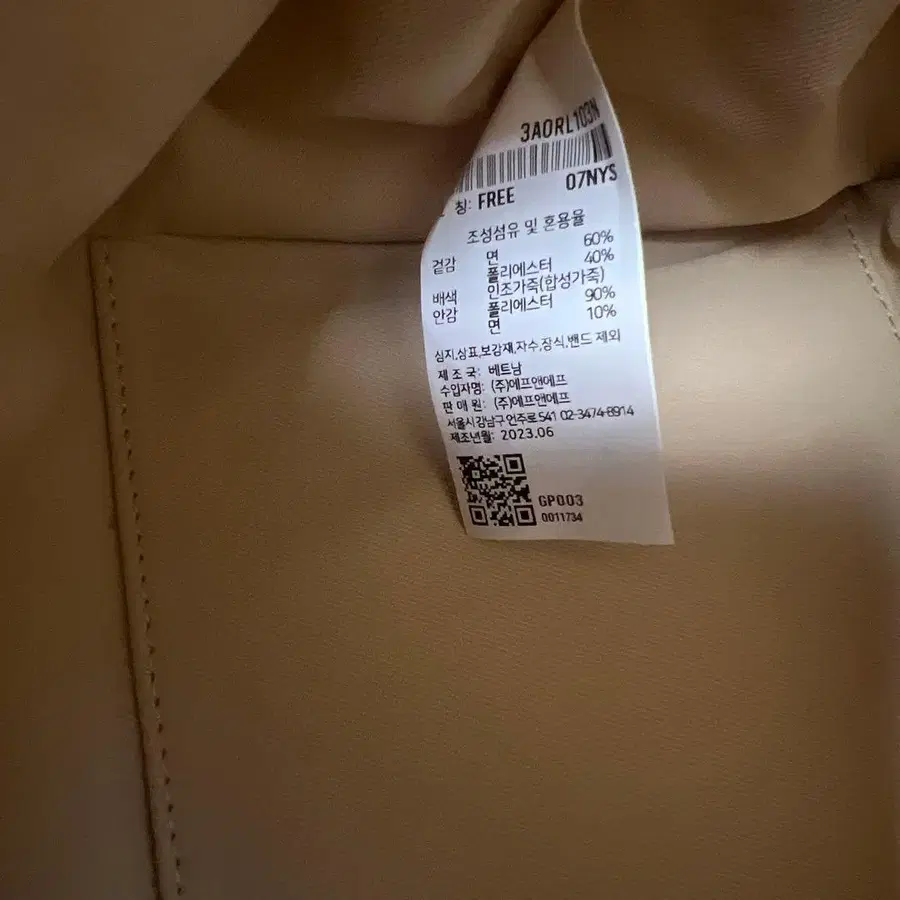 3AORL103N
칭: FREE 07NYS
조성섬유 및 혼용율
겉감 면 60%
폴리에스터 40%
배색 인조가죽(합성가죽)
안감 폴리에스터 90%
면 10%
심지,상표,보강재,자수,장식,밴드 제외
제 조 국: 베트남
수입자명: (주)에프앤에프
판 매 원: (주)에프앤에프
서울시강남구언주로541 02-3474-8914
제조년월: 2023.06
GP003
0011734